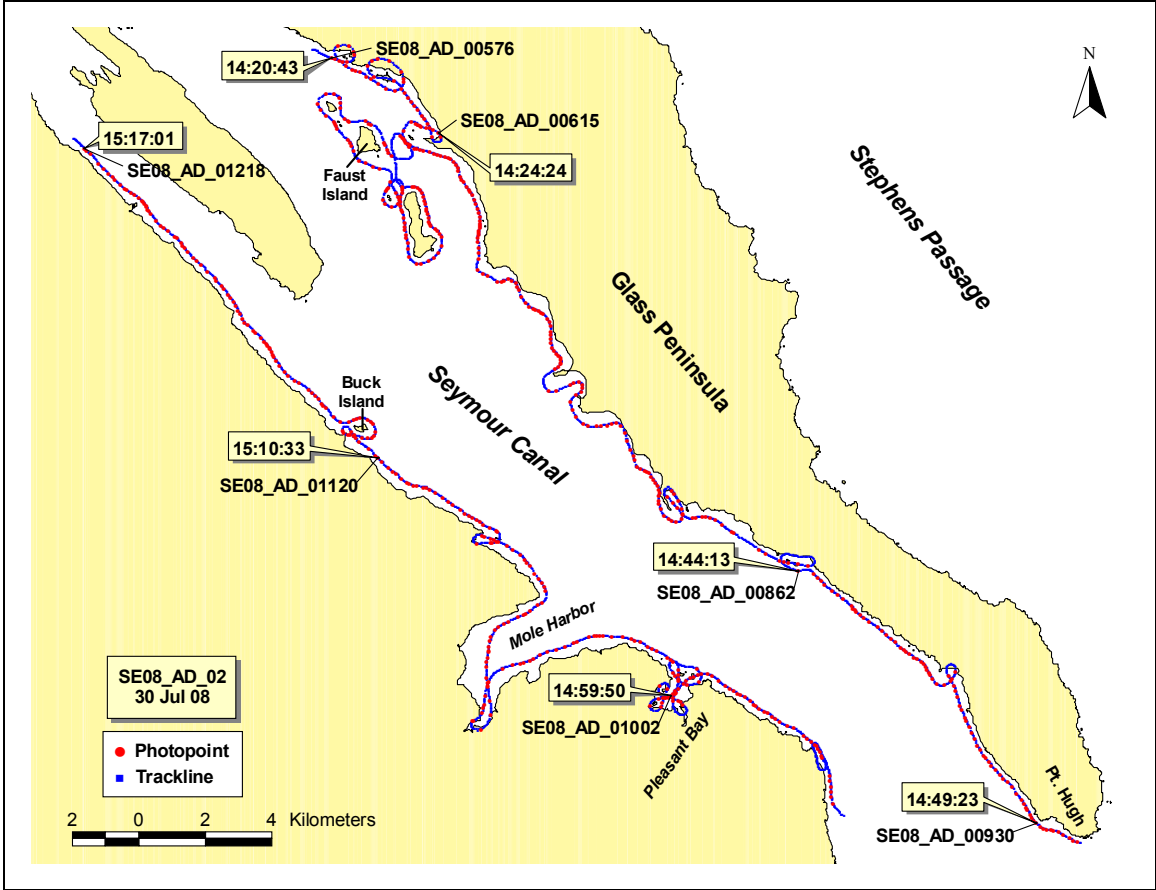 SE08_AD_00576
14:20:43
N
SE08_AD_00615
15:17:01
SE08_AD_01218
14:24:24
Faust
Island
Stephens Passage
Glass Peninsula
Seymour Canal
Buck
Island
15:10:33
SE08_AD_01120
14:44:13
SE08_AD_00862
Mole Harbor
SE08_AD_02
30 Jul 08
14:59:50
SE08_AD_01002
Pleasant Bay
Photopoint
Trackline
Pt. Hugh
14:49:23
SE08_AD_00930
2 0 2 4 Kilometers